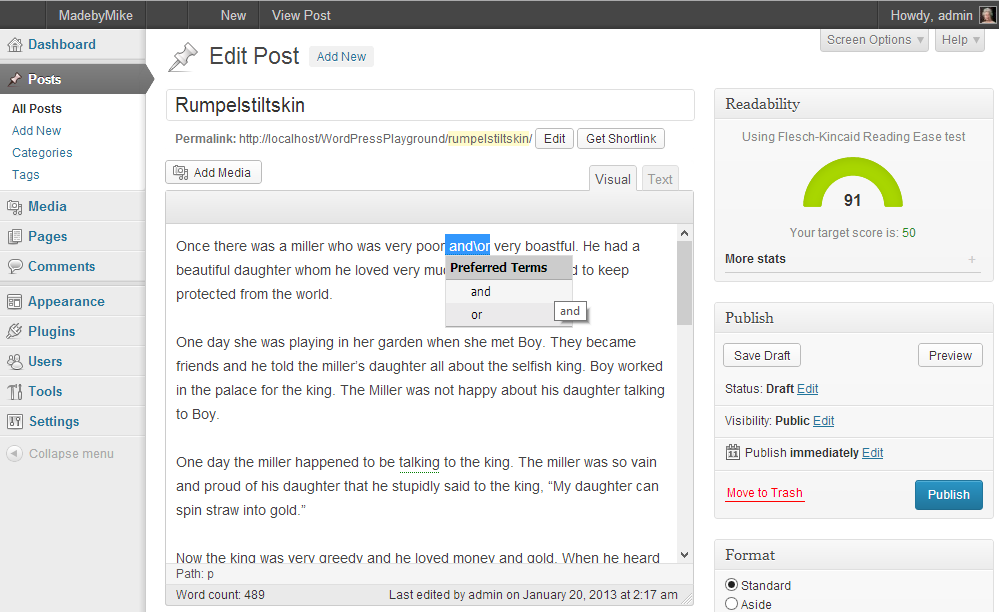 MadebyMike New View Post Howdy, admin
Dashboard
Posts
All Posts
Add New
Categories
Tags
Media
Pages
Comments
Appearance
Plugins
Users
Tools
Settings
Collapse menu
Screen Options Help
Edit Post Add New
Rumpelstiltskin
Permalink: http://localhost/WordPressPlayground/rumpelstiltskin/ Edit Get Shortlink
Add Media
Visual Text
Once there was a miller who was very poor and\or very boastful. He had a
beautiful daughter whom he loved very d to keep
protected from the world.
Preferred Terms
and
or
and
One day she was playing in her garden when she met Boy. They became
friends and he told the miller’s daughter all about the selfish king. Boy worked
in the palace for the king. The Miller was not happy about his daughter talking
to Boy.
One day the miller happened to be talking to the king. The miller was so vain
and proud of his daughter that he stupidly said to the king, “My daughter can
spin straw into gold.”
Now the king was very greedy and he loved money and gold. When he heard
Path: p
Word count: 489 Last edited by admin on January 20, 2013 at 2:17 am
Readability
Using Flesch-Kincaid Reading Ease test
91
Your target score is: 50
More stats +
Publish
Save Draft Preview
Status: Draft Edit
Visibility: Public Edit
11 Publish immediately Edit
Move to Trash Publish
Format
Standard
Aside